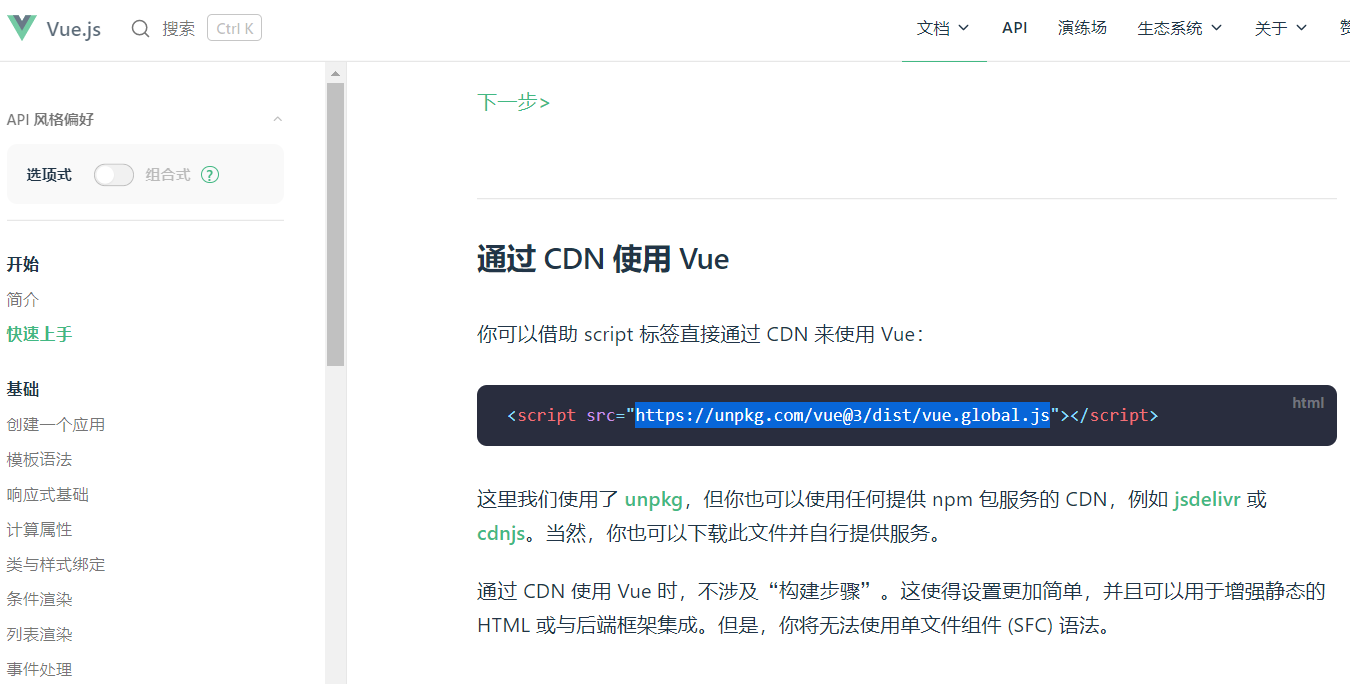 Vue.js 搜索 Ctrl K 文档 API 演练场 生态系统 关于
API 风格偏好
选项式 组合式 ?
开始
简介
快速上手
基础
创建一个应用
模板语法
响应式基础
计算属性
类与样式绑定
条件渲染
列表渲染
事件处理
下一步>
通过 CDN 使用 Vue
你可以借助 script 标签直接通过 CDN 来使用 Vue：
html
<script src="https://unpkg.com/vue@3/dist/vue.global.js"></script>
这里我们使用了 unpkg，但你也可以使用任何提供 npm 包服务的 CDN，例如 jsdelivr 或
cdnjs。当然，你也可以下载此文件并自行提供服务。
通过 CDN 使用 Vue 时，不涉及“构建步骤”。这使得设置更加简单，并且可以用于增强静态的
HTML 或与后端框架集成。但是，你将无法使用单文件组件 (SFC) 语法。